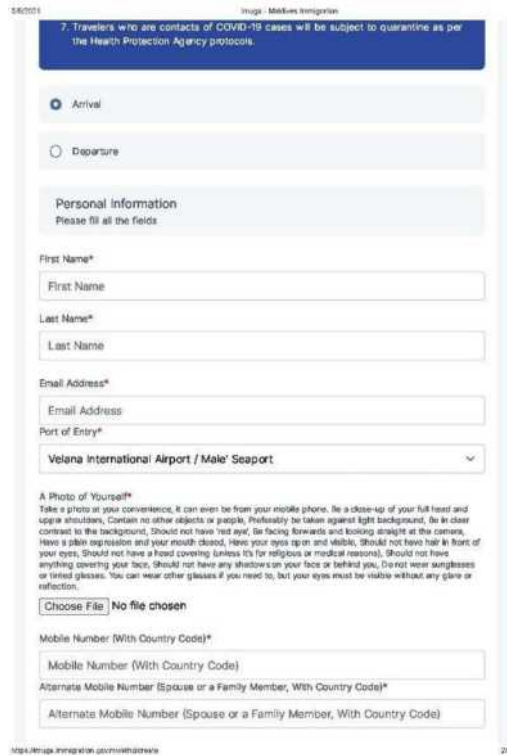 Imuga - Maldives Immigration
7. Travelers who are contacts of COVID-19 cases will be subject to quarantine as per
the Health Protection Agency protocols.
Arrival
Departure
Personal Information
Please fill all the fields
First Name*
First Name
Last Name*
Last Name
Email Address*
Email Address
Port of Entry*
Velana International Airport / Male' Seaport
A Photo of Yourself*
Take a photo at your convenience, it can even be from your mobile phone. Be a close-up of your full head and
upper shoulders, Contain no other objects or people, Preferably be taken against light background, Be in clear
contrast to the background, Should not have 'red eye', Be facing forwards and looking straight at the camera,
Have a plain expression and your mouth closed, Have your eyes open and visible, Should not have hair in front of
your eyes, Should not have a head covering (unless it's for religious or medical reasons), Should not have
anything covering your face, Should not have any shadows on your face or behind you, Do not wear sunglasses
or tinted glasses. You can wear other glasses if you need to, but your eyes must be visible without any glare or
reflection.
Choose File No file chosen
Mobile Number (With Country Code)*
Mobile Number (With Country Code)
Alternate Mobile Number (Spouse or a Family Member, With Country Code)*
Alternate Mobile Number (Spouse or a Family Member, With Country Code)